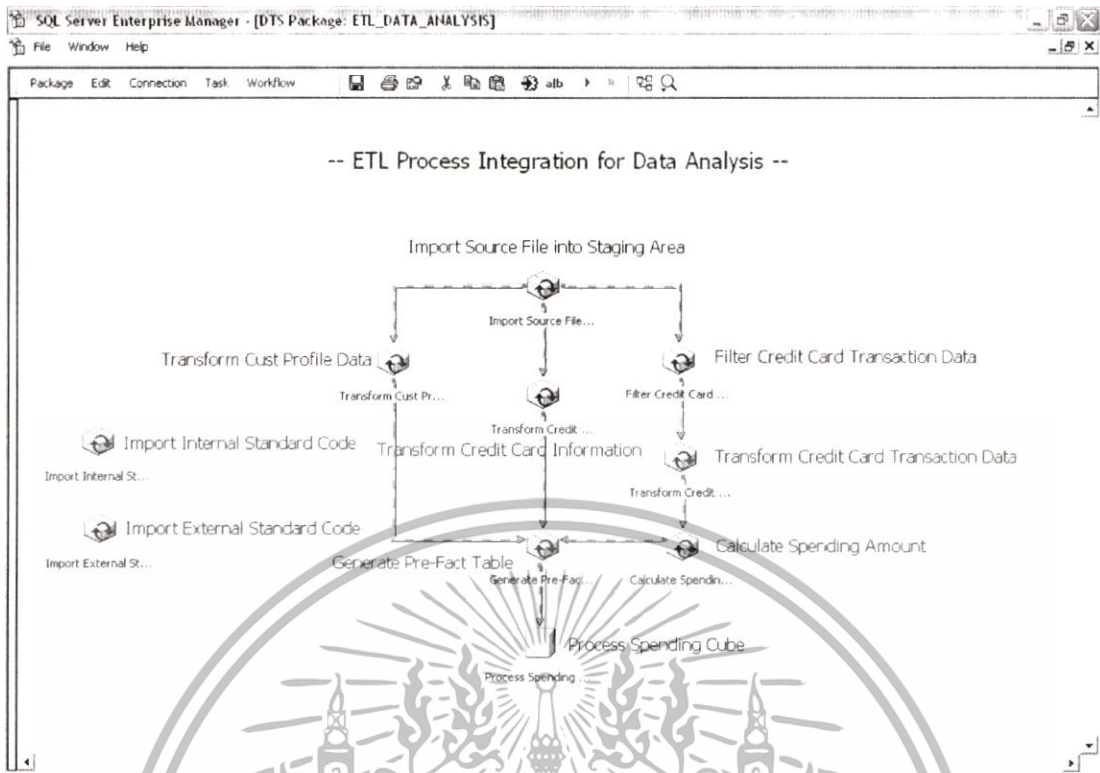 SQL Server Enterprise Manager - [DTS Package: ETL_DATA_ANALYSIS]
File Window Help
Package Edit Connection Task Workflow alb
-- ETL Process Integration for Data Analysis --
Import Source File into Staging Area
Import Source File...
Transform Cust Profile Data
Transform Cust Pr...
Filter Credit Card Transaction Data
Filter Credit Card ...
Transform Credit ...
Transform Credit Card Information
Import Internal Standard Code
Import Internal St...
Transform Credit Card Transaction Data
Transform Credit ...
Import External Standard Code
Import External St...
Generate Pre-Fact Table
Generate Pre-Fac...
Calculate Spending Amount
Calculate Spendin...
Process Spending Cube
Process Spending ...